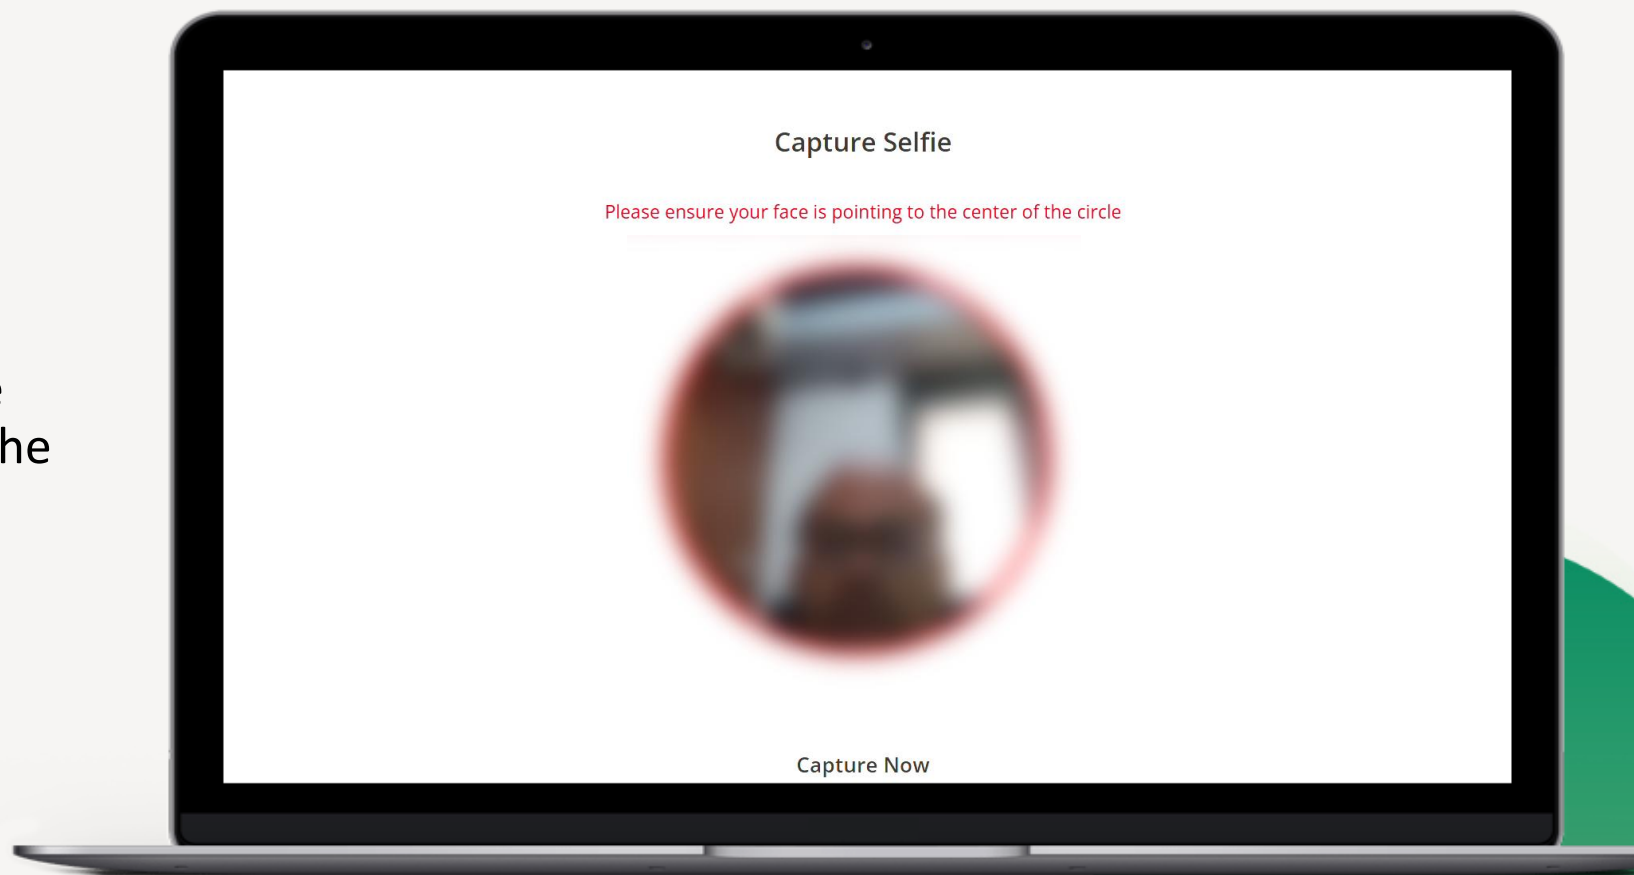 he
Capture Selfie
Please ensure your face is pointing to the center of the circle
Capture Now